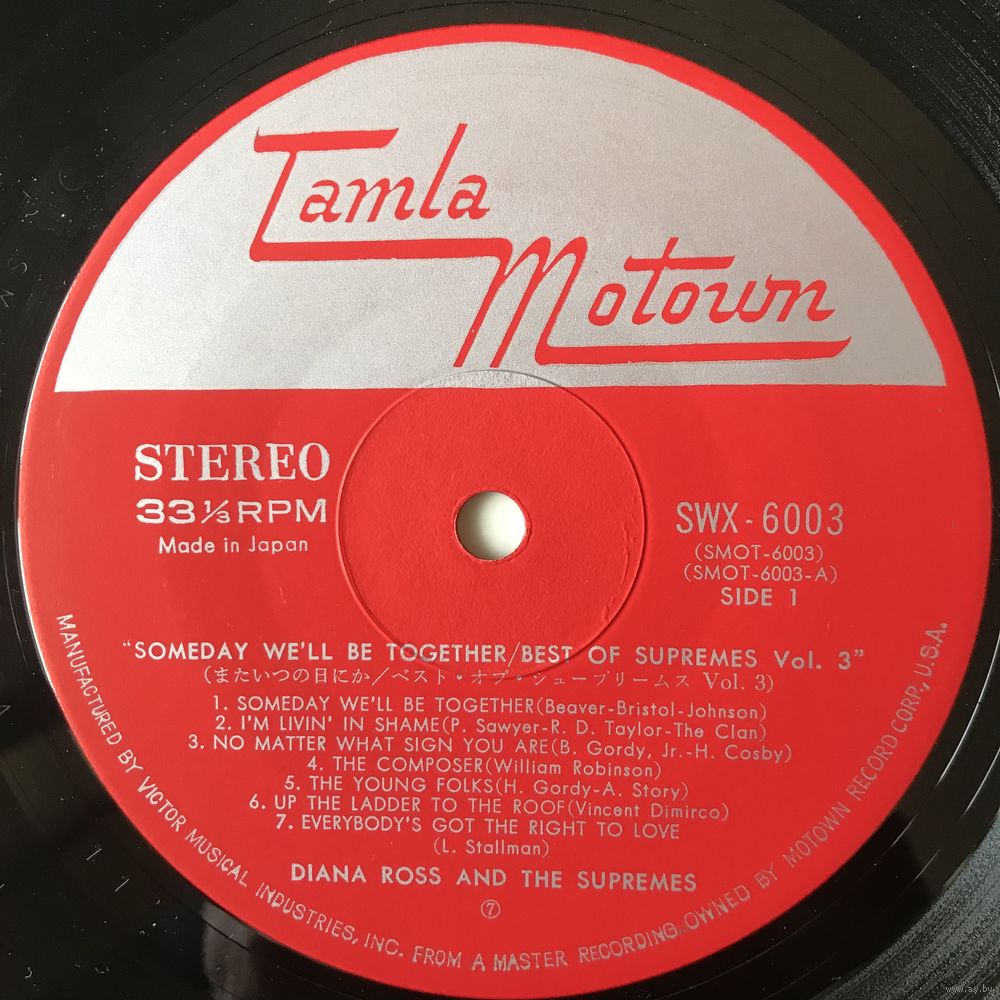 Tamla
Motown
STEREO
33⅓RPM
Made in Japan
SWX-6003
(SMOT-6003)
(SMOT-6003-A)
SIDE 1
"SOMEDAY WE'LL BE TOGETHER/BEST OF SUPREMES Vol. 3"
(またいつの日にか/ベスト・オブ・シュープリームス Vol. 3)
1. SOMEDAY WE'LL BE TOGETHER(Beaver-Bristol-Johnson)
2. I'M LIVIN' IN SHAME(P. Sawyer-R. D. Taylor-The Clan)
3. NO MATTER WHAT SIGN YOU ARE(B. Gordy, Jr.-H. Cosby)
4. THE COMPOSER(William Robinson)
5. THE YOUNG FOLKS(H. Gordy-A. Story)
6. UP THE LADDER TO THE ROOF(Vincent Dimirco)
7. EVERYBODY'S GOT THE RIGHT TO LOVE
(L. Stallman)
DIANA ROSS AND THE SUPREMES
⑦
MANUFACTURED BY VICTOR MUSICAL INDUSTRIES, INC. FROM A MASTER RECORDING OWNED BY MOTOWN RECORD CORP., U.S.A.
www.ay.by